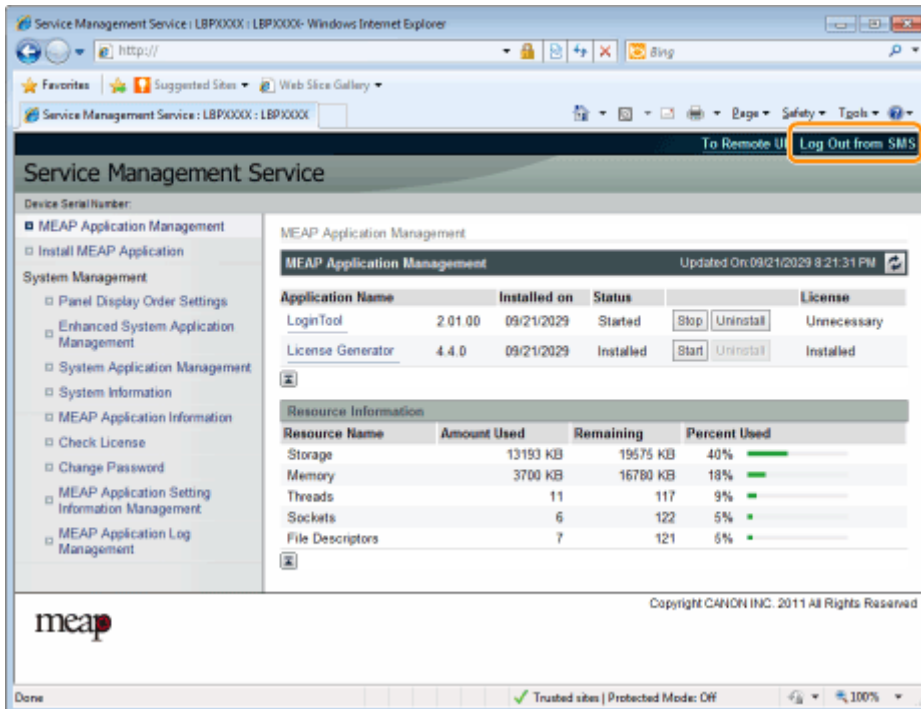 Service Management Service : LBPXXXX : LBPXXXX- Windows Internet Explorer
http://
Bing
Favorites Suggested Sites Web Slice Gallery
Service Management Service : LBPXXXX : LBPXXXX
Page Safety Tools
To Remote UI Log Out from SMS
Service Management Service
Device Serial Number:
MEAP Application Management
Install MEAP Application
System Management
Panel Display Order Settings
Enhanced System Application
Management
System Application Management
System Information
MEAP Application Information
Check License
Change Password
MEAP Application Setting
Information Management
MEAP Application Log
Management
MEAP Application Management
MEAP Application Management Updated On:09/21/2029 8:21:31 PM
Application Name Installed on Status License
LoginTool 2.01.00 09/21/2029 Started Stop Uninstall Unnecessary
License Generator 4.4.0 09/21/2029 Installed Start Uninstall Installed
Resource Information
Resource Name Amount Used Remaining Percent Used
Storage 13193 KB 19575 KB 40%
Memory 3700 KB 16780 KB 18%
Threads 11 117 9%
Sockets 6 122 5%
File Descriptors 7 121 6%
Copyright CANON INC. 2011 All Rights Reserved
meap
Done Trusted sites | Protected Mode: Off 100%